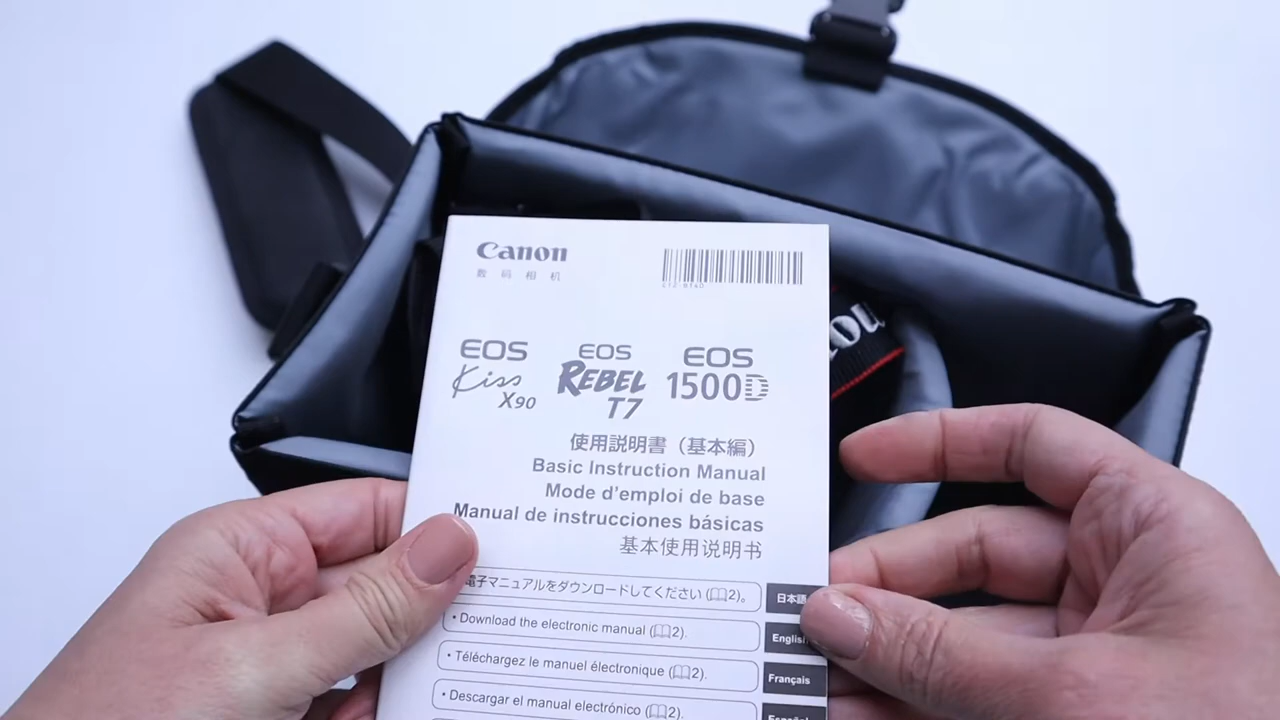 Canon
数码相机
EOS Kiss X90
EOS REBEL T7
EOS 1500D
使用説明書（基本編）
Basic Instruction Manual
Mode d'emploi de base
Manual de instrucciones básicas
基本使用说明书
電子マニュアルをダウンロードしてください (2)。
日本語
• Download the electronic manual (2).
English
• Téléchargez le manuel électronique (2).
Français
• Descargar el manual electrónico (2).
Español